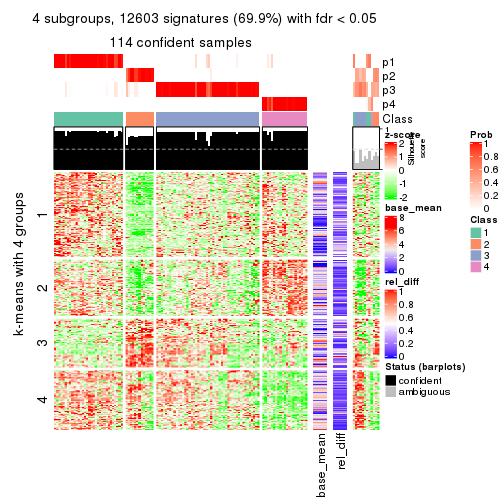 4 subgroups, 12603 signatures (69.9%) with fdr < 0.05
114 confident samples
p1
p2
p3
p4
Class
1
Silhouette
score
k-means with 4 groups
1
2
3
4
base_mean
rel_diff
z-score
2
1
0
-1
-2
base_mean
8
6
4
2
0
rel_diff
1
0.8
0.6
0.4
0.2
0
Status (barplots)
confident
ambiguous
Prob
1
0.8
0.6
0.4
0.2
0
Class
1
2
3
4